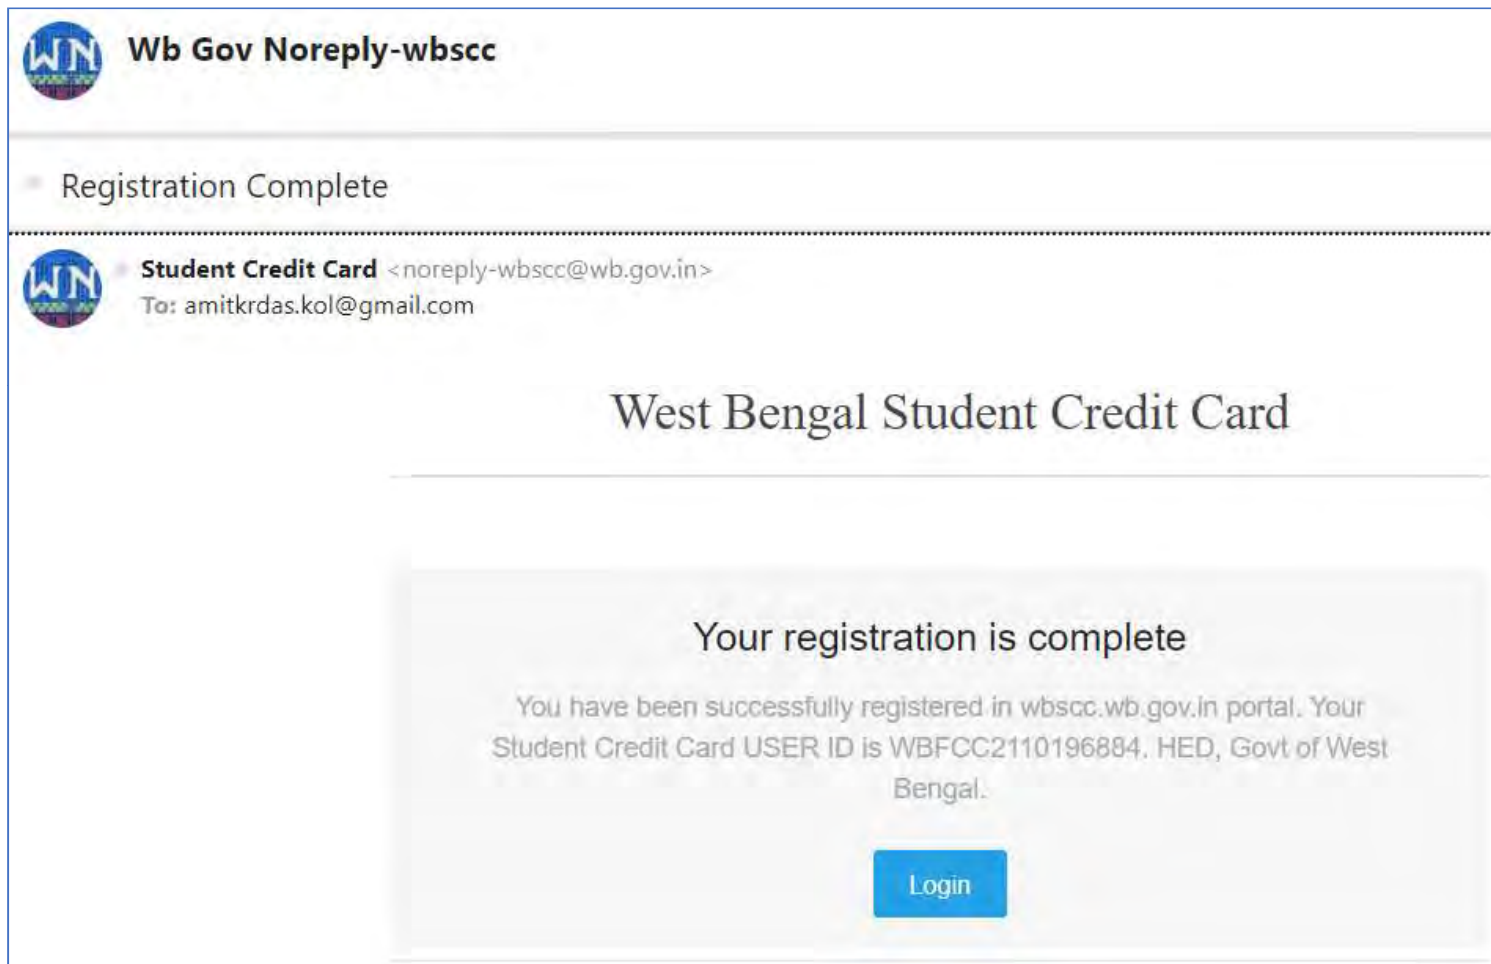 WN
Wb Gov Noreply-wbscc
Registration Complete
WN
Student Credit Card <noreply-wbscc@wb.gov.in>
To: amitkrdas.kol@gmail.com
West Bengal Student Credit Card
Your registration is complete
You have been successfully registered in wbscc.wb.gov.in portal. Your
Student Credit Card USER ID is WBFCC2110196884. HED, Govt of West
Bengal.
Login